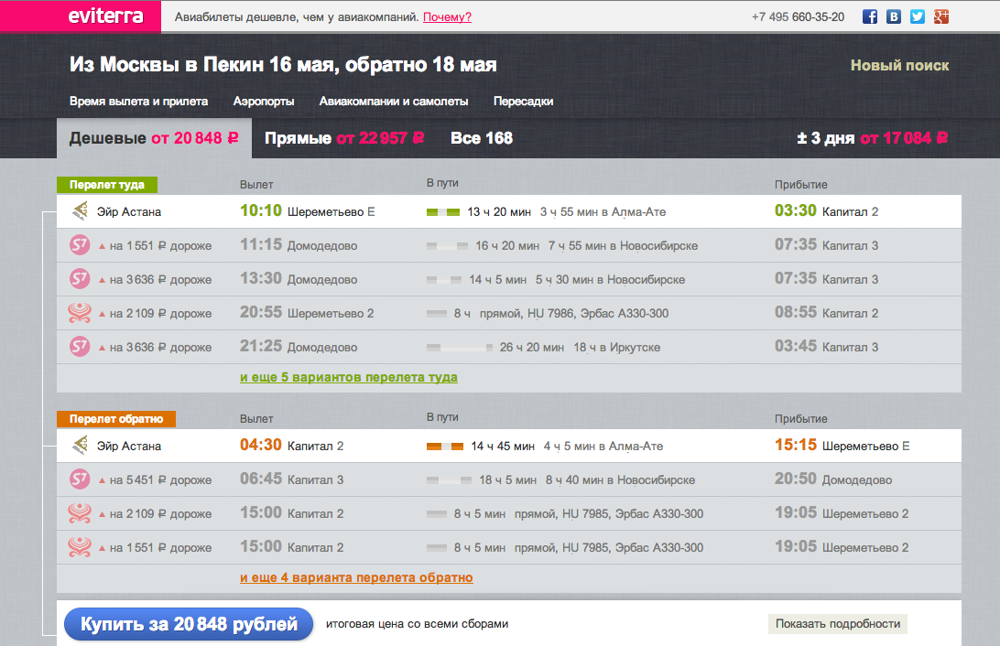 eviterra Авиабилеты дешевле, чем у авиакомпаний. Почему? +7 495 660-35-20
Из Москвы в Пекин 16 мая, обратно 18 мая Новый поиск
Время вылета и прилета Аэропорты Авиакомпании и самолеты Пересадки
Дешевые от 20 848 ₽ Прямые от 22 957 ₽ Все 168 ± 3 дня от 17 084 ₽
Перелет туда Вылет В пути Прибытие
Эйр Астана 10:10 Шереметьево E 13 ч 20 мин 3 ч 55 мин в Алма-Ате 03:30 Капитал 2
S7 на 1 551 ₽ дороже 11:15 Домодедово 16 ч 20 мин 7 ч 55 мин в Новосибирске 07:35 Капитал 3
S7 на 3 636 ₽ дороже 13:30 Домодедово 14 ч 5 мин 5 ч 30 мин в Новосибирске 07:35 Капитал 3
на 2 109 ₽ дороже 20:55 Шереметьево 2 8 ч прямой, HU 7986, Эрбас А330-300 08:55 Капитал 2
S7 на 3 636 ₽ дороже 21:25 Домодедово 26 ч 20 мин 18 ч в Иркутске 03:45 Капитал 3
и еще 5 вариантов перелета туда
Перелет обратно Вылет В пути Прибытие
Эйр Астана 04:30 Капитал 2 14 ч 45 мин 4 ч 5 мин в Алма-Ате 15:15 Шереметьево E
S7 на 5 451 ₽ дороже 06:45 Капитал 3 18 ч 5 мин 8 ч 40 мин в Новосибирске 20:50 Домодедово
на 2 109 ₽ дороже 15:00 Капитал 2 8 ч 5 мин прямой, HU 7985, Эрбас А330-300 19:05 Шереметьево 2
на 1 551 ₽ дороже 15:00 Капитал 2 8 ч 5 мин прямой, HU 7985, Эрбас А330-300 19:05 Шереметьево 2
и еще 4 варианта перелета обратно
Купить за 20 848 рублей итоговая цена со всеми сборами Показать подробности